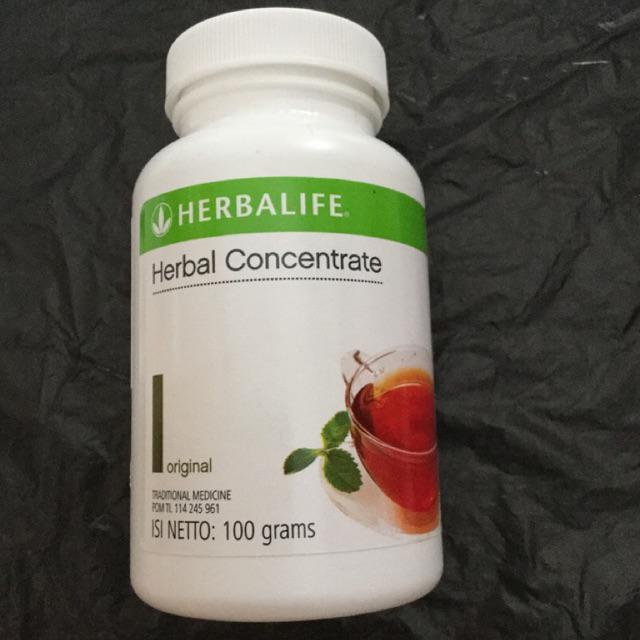 HERBALIFE®
Herbal Concentrate
original
TRADITIONAL MEDICINE
POM TI. 114 245 961
ISI NETTO: 100 grams